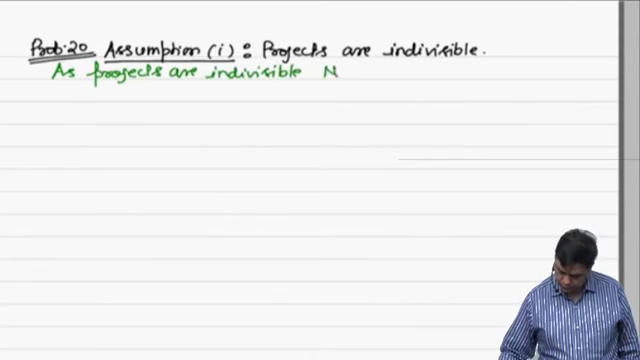 Prob.20 Assumption (i) : Projects are indivisible.
As projects are indivisible N